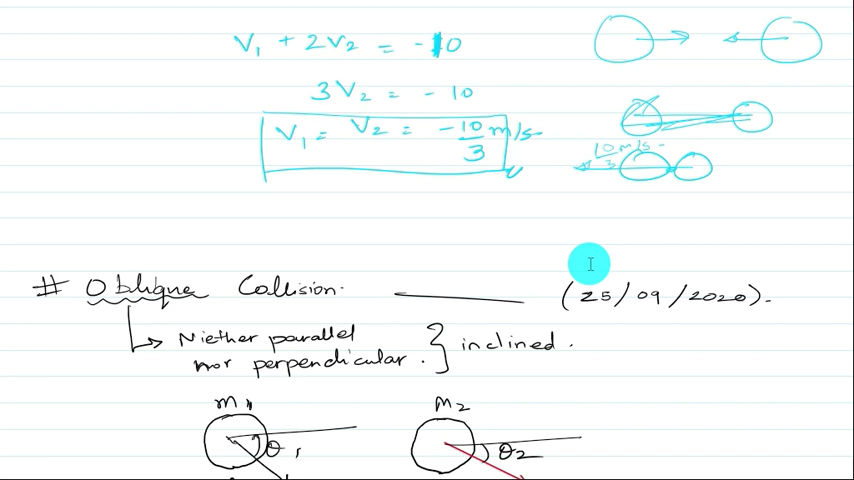 V₁ + 2V₂ = -10
3V₂ = -10
V₁ = V₂ = -10/3 m/s
10/3 m/s
# Oblique Collision. (25/09/2020).
Niether parallel
nor perpendicular. } inclined.
m₁ m₂
θ₁ θ₂